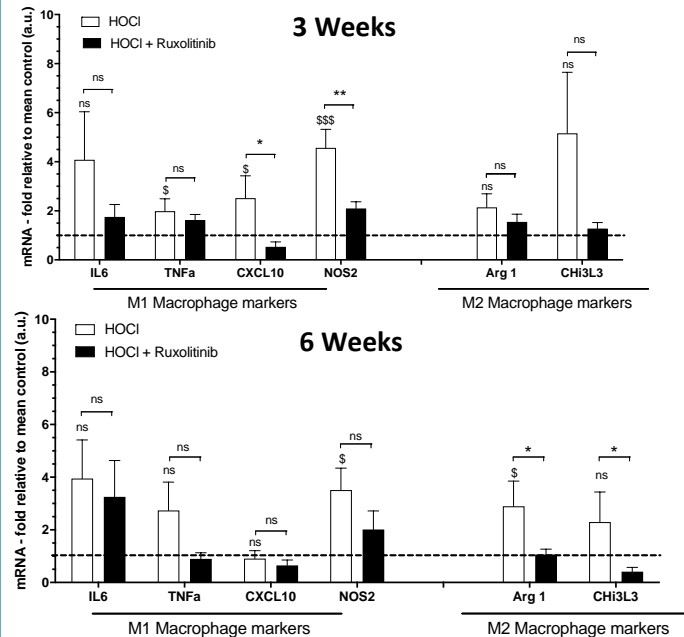 3 Weeks
HOCl
HOCl + Ruxolitinib
mRNA - fold relative to mean control (a.u.)
10
8
6
4
2
0
ns
ns
$
ns
$
*
$$$
**
ns
ns
ns
ns
IL6 TNFa CXCL10 NOS2 Arg 1 CHi3L3
M1 Macrophage markers M2 Macrophage markers
6 Weeks
HOCl
HOCl + Ruxolitinib
mRNA - fold relative to mean control (a.u.)
10
8
6
4
2
0
ns
ns
ns
ns
ns
ns
$
ns
$
*
ns
*
IL6 TNFa CXCL10 NOS2 Arg 1 CHi3L3
M1 Macrophage markers M2 Macrophage markers